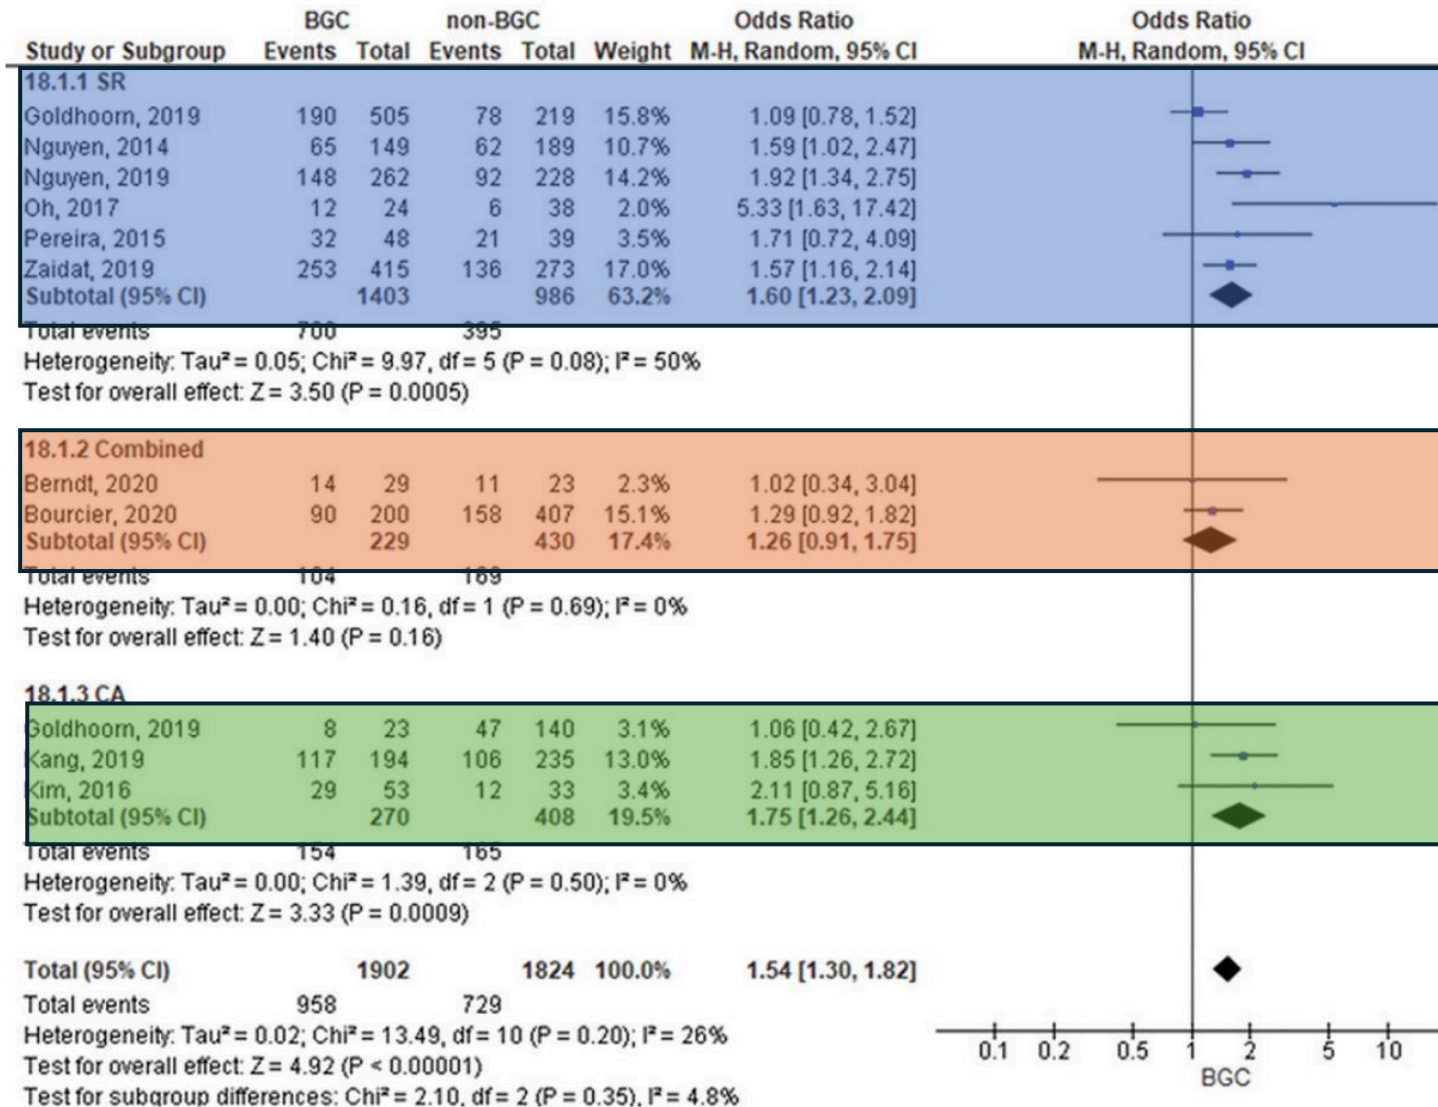 BGC non-BGC Odds Ratio Odds Ratio
Study or Subgroup Events Total Events Total Weight M-H, Random, 95% CI M-H, Random, 95% CI
18.1.1 SR
Goldhoorn, 2019 190 505 78 219 15.8% 1.09 [0.78, 1.52]
Nguyen, 2014 65 149 62 189 10.7% 1.59 [1.02, 2.47]
Nguyen, 2019 148 262 92 228 14.2% 1.92 [1.34, 2.75]
Oh, 2017 12 24 6 38 2.0% 5.33 [1.63, 17.42]
Pereira, 2015 32 48 21 39 3.5% 1.71 [0.72, 4.09]
Zaidat, 2019 253 415 136 273 17.0% 1.57 [1.16, 2.14]
Subtotal (95% CI) 1403 986 63.2% 1.60 [1.23, 2.09]
Total events 700 395
Heterogeneity: Tau² = 0.05; Chi² = 9.97, df = 5 (P = 0.08); I² = 50%
Test for overall effect: Z = 3.50 (P = 0.0005)
18.1.2 Combined
Berndt, 2020 14 29 11 23 2.3% 1.02 [0.34, 3.04]
Bourcier, 2020 90 200 158 407 15.1% 1.29 [0.92, 1.82]
Subtotal (95% CI) 229 430 17.4% 1.26 [0.91, 1.75]
Total events 104 169
Heterogeneity: Tau² = 0.00; Chi² = 0.16, df = 1 (P = 0.69); I² = 0%
Test for overall effect: Z = 1.40 (P = 0.16)
18.1.3 CA
Goldhoorn, 2019 8 23 47 140 3.1% 1.06 [0.42, 2.67]
Kang, 2019 117 194 106 235 13.0% 1.85 [1.26, 2.72]
Kim, 2016 29 53 12 33 3.4% 2.11 [0.87, 5.16]
Subtotal (95% CI) 270 408 19.5% 1.75 [1.26, 2.44]
Total events 154 165
Heterogeneity: Tau² = 0.00; Chi² = 1.39, df = 2 (P = 0.50); I² = 0%
Test for overall effect: Z = 3.33 (P = 0.0009)
Total (95% CI) 1902 1824 100.0% 1.54 [1.30, 1.82]
Total events 958 729
Heterogeneity: Tau² = 0.02; Chi² = 13.49, df = 10 (P = 0.20); I² = 26%
Test for overall effect: Z = 4.92 (P < 0.00001)
Test for subgroup differences: Chi² = 2.10, df = 2 (P = 0.35), I² = 4.8%
0.1 0.2 0.5 1 2 5 10
BGC